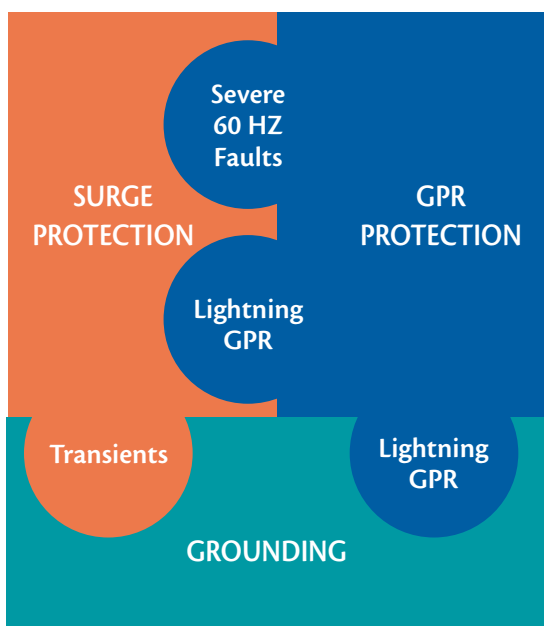 Severe
60 HZ
Faults
SURGE
PROTECTION
GPR
PROTECTION
Lightning
GPR
Transients
Lightning
GPR
GROUNDING